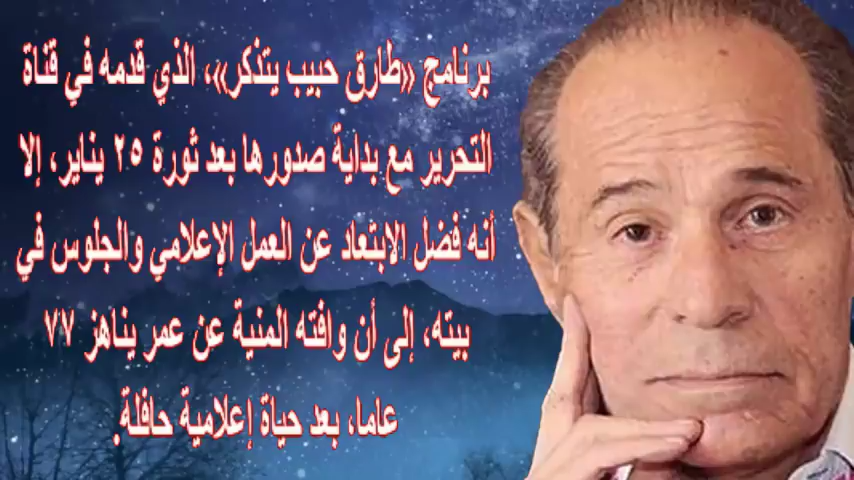 برنامج «طارق حبيب يتذكر»، الذي قدمه في قناة
التحرير مع بداية صدورها بعد ثورة ٢٥ يناير، إلا
أنه فضل الابتعاد عن العمل الإعلامي والجلوس في
بيته، إلى أن وافته المنية عن عمر يناهز ٧٧
عاما، بعد حياة إعلامية حافلة.